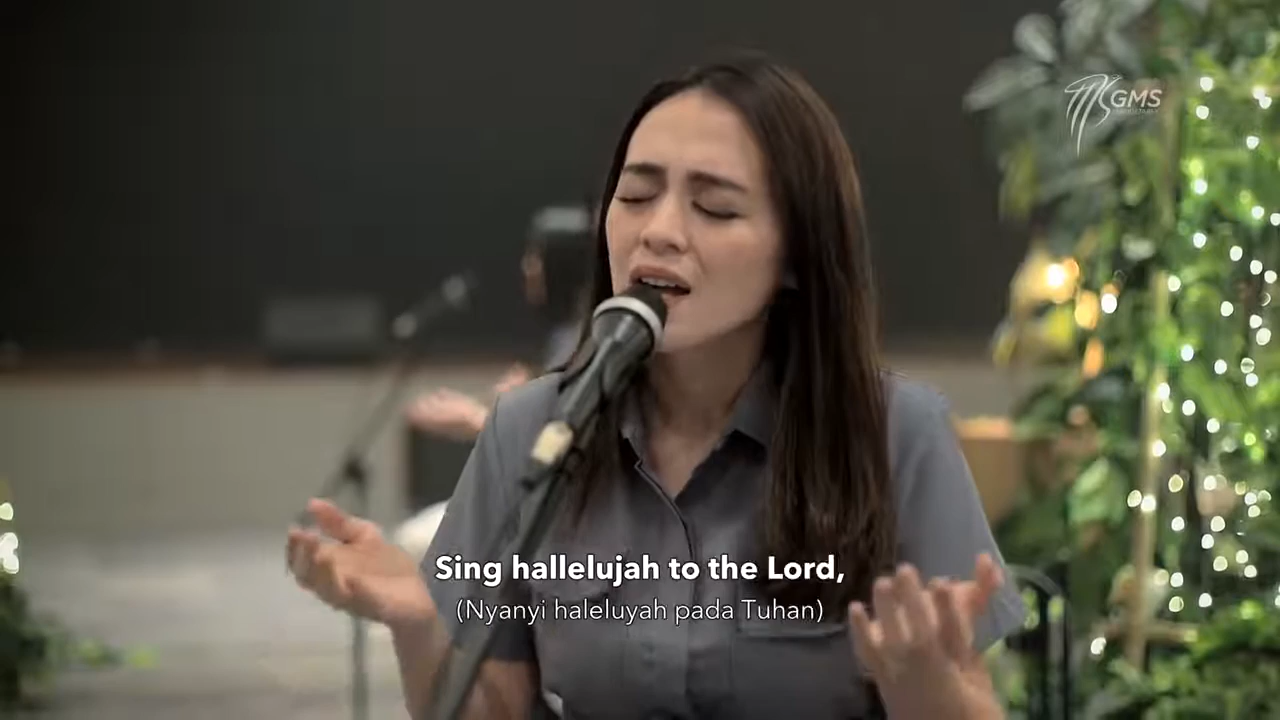 GMS
Sing hallelujah to the Lord,
(Nyanyi haleluyah pada Tuhan)